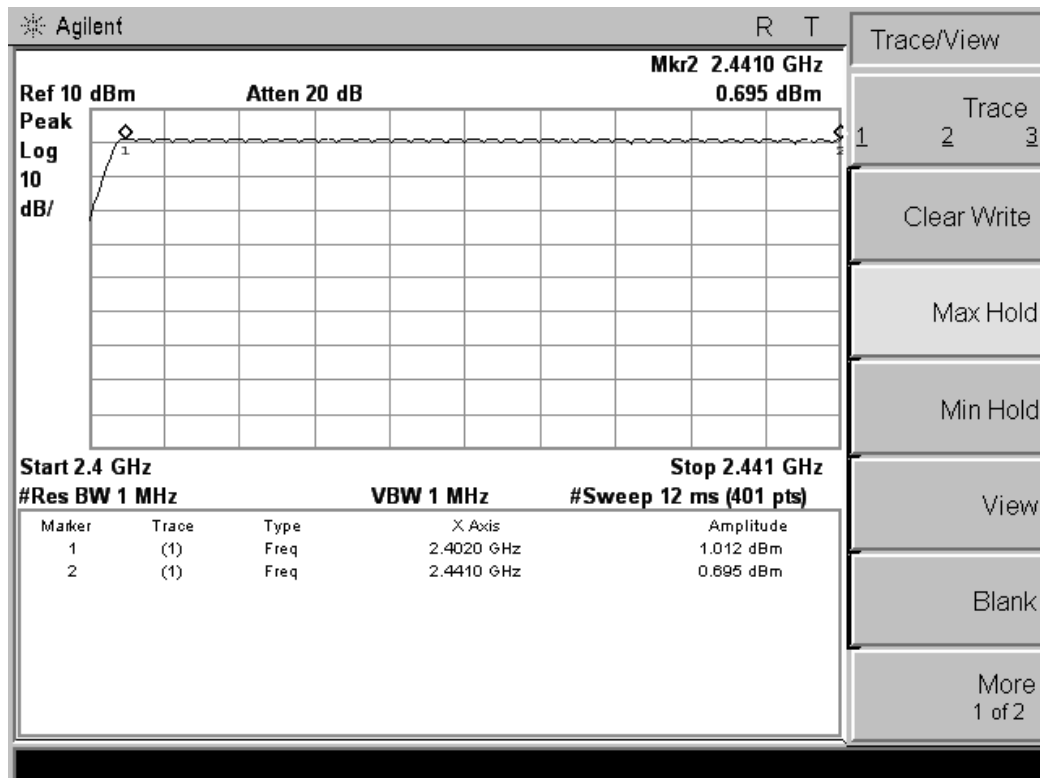 Agilent R T
Mkr2 2.4410 GHz
Ref 10 dBm Atten 20 dB 0.695 dBm
Peak
Log
10
dB/
1
2
Start 2.4 GHz Stop 2.441 GHz
#Res BW 1 MHz VBW 1 MHz #Sweep 12 ms (401 pts)
Marker Trace Type X Axis Amplitude
1 (1) Freq 2.4020 GHz 1.012 dBm
2 (1) Freq 2.4410 GHz 0.695 dBm
Trace/View
Trace
1 2 3
Clear Write
Max Hold
Min Hold
View
Blank
More
1 of 2